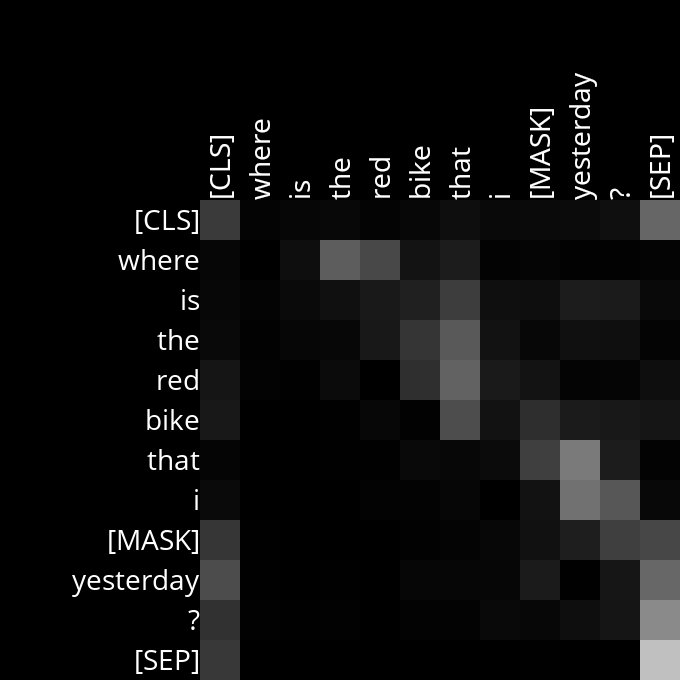 [CLS] where is the red bike that i [MASK] yesterday ? [SEP]
[CLS]
where
is
the
red
bike
that
i
[MASK]
yesterday
?
[SEP]